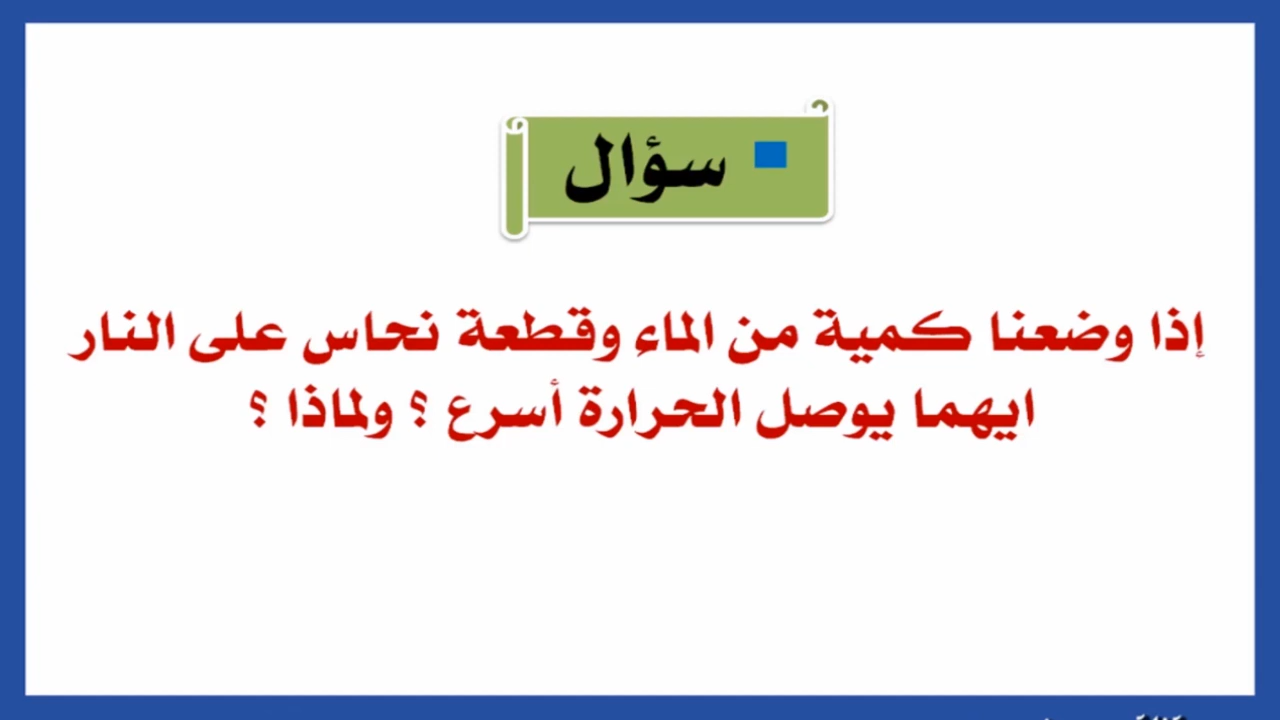 سؤال
إذا وضعنا كمية من الماء وقطعة نحاس على النار
ايهما يوصل الحرارة أسرع ؟ ولماذا ؟